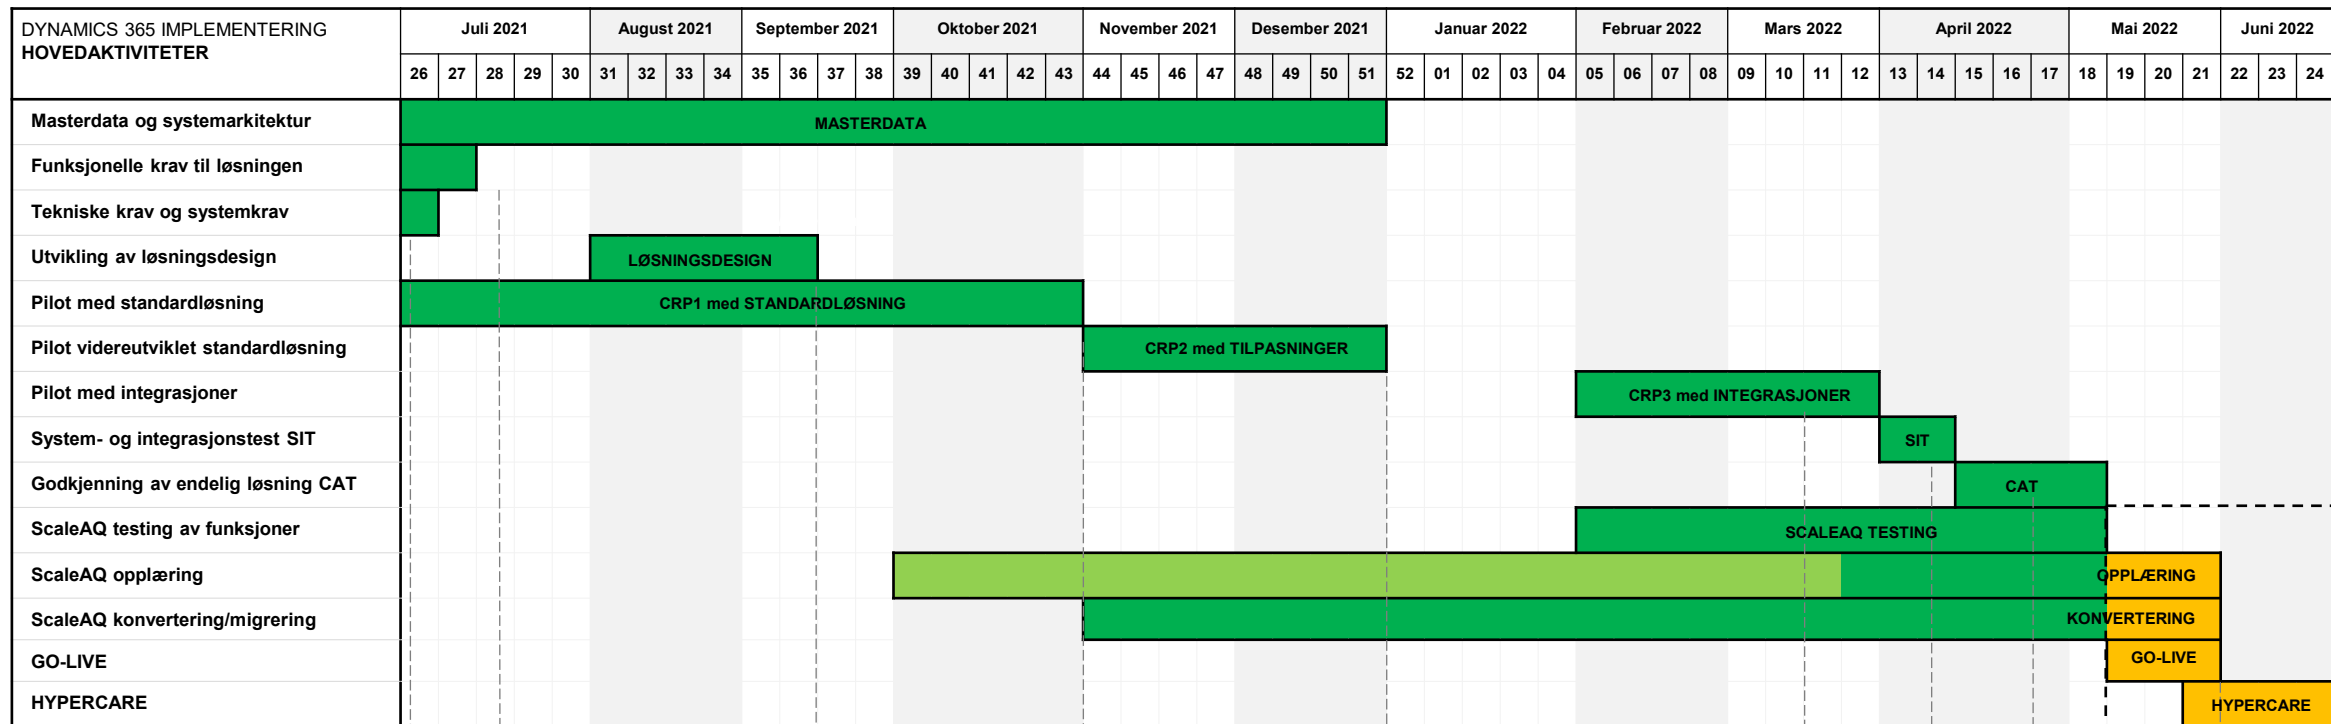 DYNAMICS 365 IMPLEMENTERING
HOVEDAKTIVITETER
Juli 2021 August 2021 September 2021 Oktober 2021 November 2021 Desember 2021 Januar 2022 Februar 2022 Mars 2022 April 2022 Mai 2022 Juni 2022
26 27 28 29 30 31 32 33 34 35 36 37 38 39 40 41 42 43 44 45 46 47 48 49 50 51 52 01 02 03 04 05 06 07 08 09 10 11 12 13 14 15 16 17 18 19 20 21 22 23 24
Masterdata og systemarkitektur MASTERDATA
Funksjonelle krav til løsningen
Tekniske krav og systemkrav
Utvikling av løsningsdesign LØSNINGSDESIGN
Pilot med standardløsning CRP1 med STANDARDLØSNING
Pilot videreutviklet standardløsning CRP2 med TILPASNINGER
Pilot med integrasjoner CRP3 med INTEGRASJONER
System- og integrasjonstest SIT SIT
Godkjenning av endelig løsning CAT CAT
ScaleAQ testing av funksjoner SCALEAQ TESTING
ScaleAQ opplæring OPPLÆRING
ScaleAQ konvertering/migrering KONVERTERING
GO-LIVE GO-LIVE
HYPERCARE HYPERCARE